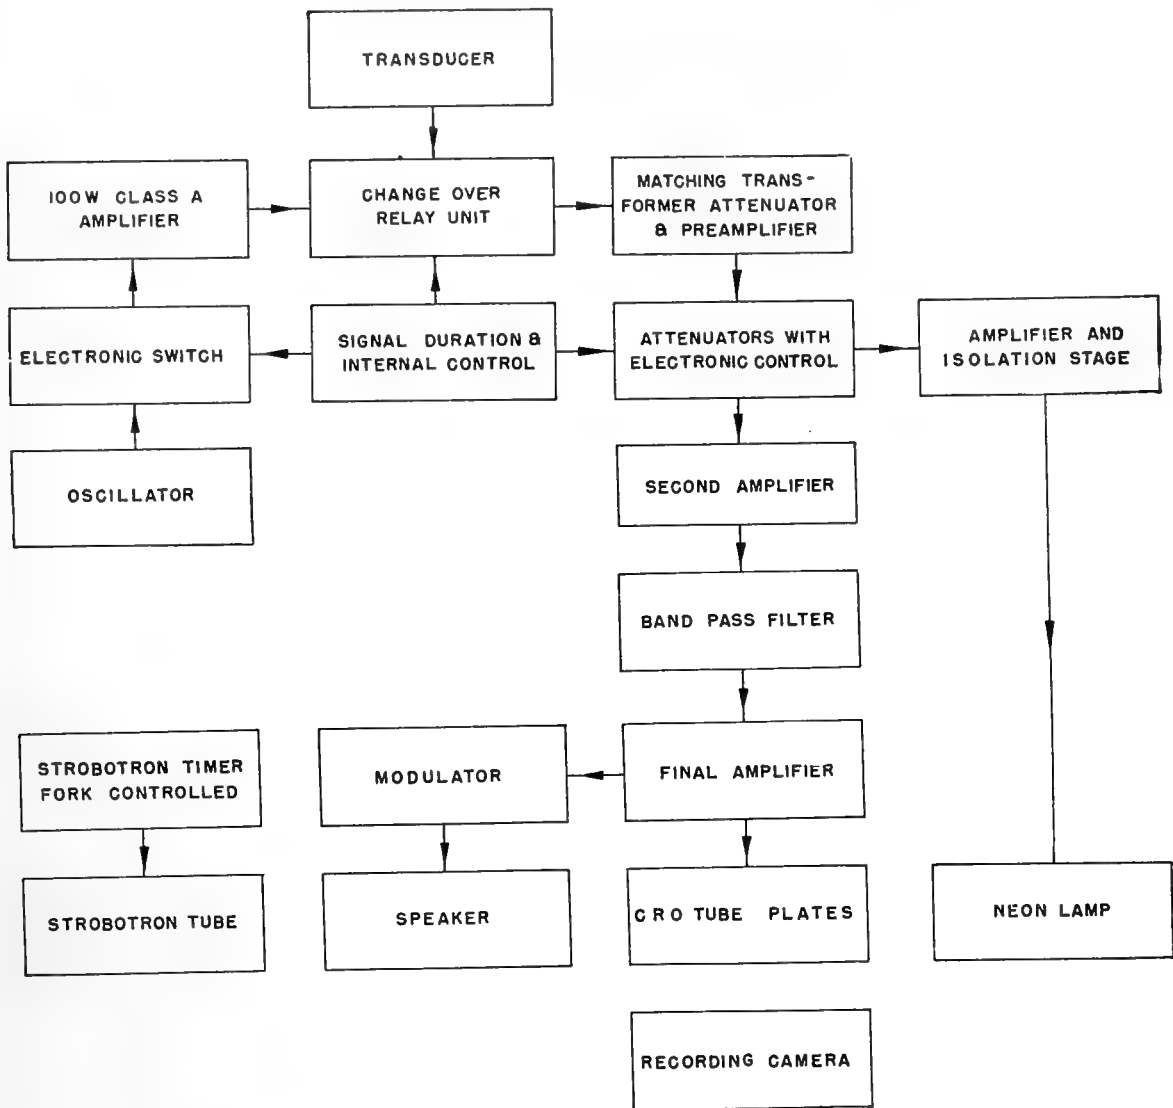 TRANSDUCER
100W CLASS A
AMPLIFIER
CHANGE OVER
RELAY UNIT
MATCHING TRANS-
FORMER ATTENUATOR
& PREAMPLIFIER
ELECTRONIC SWITCH
SIGNAL DURATION &
INTERNAL CONTROL
ATTENUATORS WITH
ELECTRONIC CONTROL
AMPLIFIER AND
ISOLATION STAGE
OSCILLATOR
SECOND AMPLIFIER
BAND PASS FILTER
STROBOTRON TIMER
FORK CONTROLLED
MODULATOR
FINAL AMPLIFIER
STROBOTRON TUBE
SPEAKER
CRO TUBE PLATES
NEON LAMP
RECORDING CAMERA